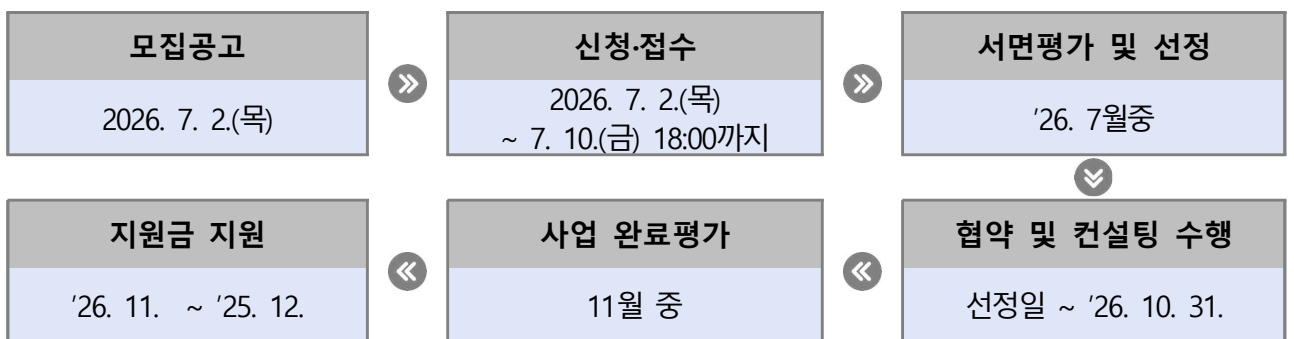 모집공고
2026. 7. 2.(목)
신청·접수
2026. 7. 2.(목)
~ 7. 10.(금) 18:00까지
서면평가 및 선정
'26. 7월중
협약 및 컨설팅 수행
선정일 ~ '26. 10. 31.
사업 완료평가
11월 중
지원금 지원
'26. 11. ~ '25. 12.